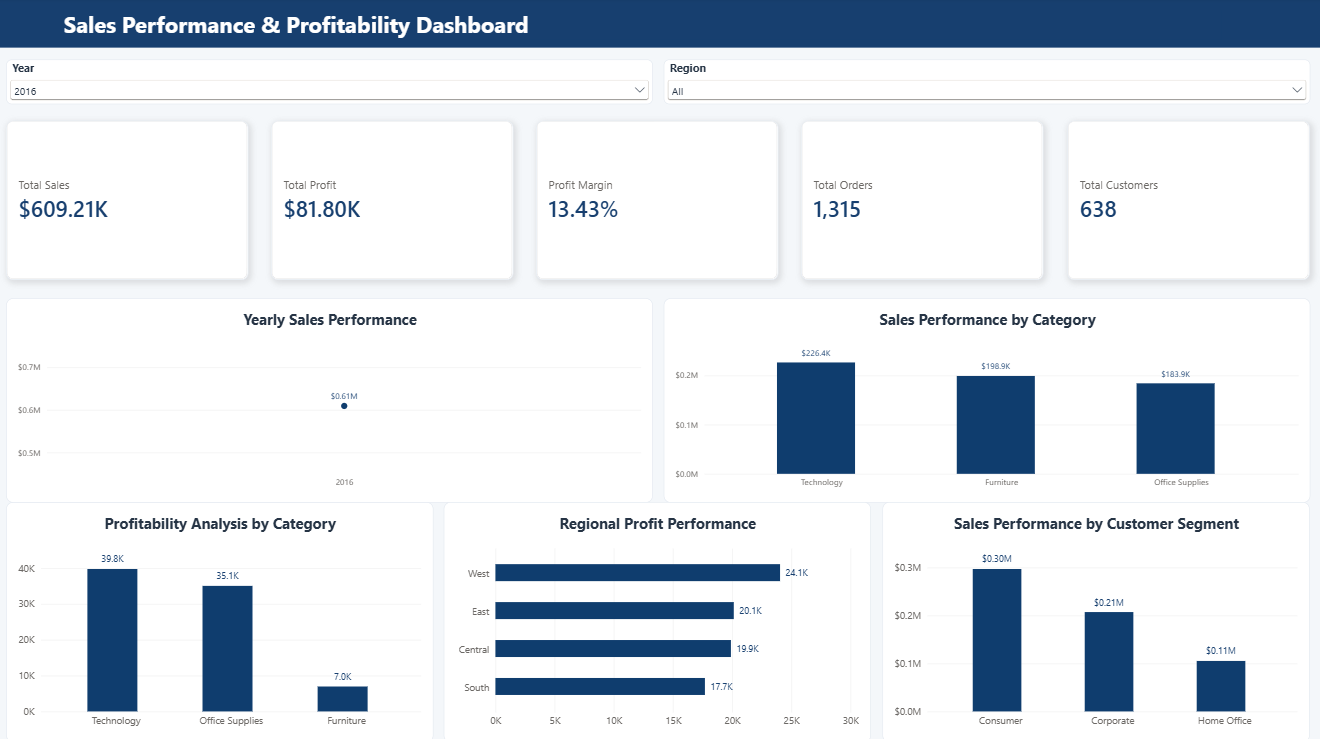 Sales Performance & Profitability Dashboard
Year
2016
Region
All
Total Sales
$609.21K
Total Profit
$81.80K
Profit Margin
13.43%
Total Orders
1,315
Total Customers
638
Yearly Sales Performance
$0.7M
$0.6M
$0.5M
$0.61M
2016
Sales Performance by Category
$0.2M
$0.1M
$0.0M
$226.4K
$198.9K
$183.9K
Technology
Furniture
Office Supplies
Profitability Analysis by Category
40K
30K
20K
10K
0K
39.8K
35.1K
7.0K
Technology
Office Supplies
Furniture
Regional Profit Performance
West
24.1K
East
20.1K
Central
19.9K
South
17.7K
0K 5K 10K 15K 20K 25K 30K
Sales Performance by Customer Segment
$0.3M
$0.2M
$0.1M
$0.0M
$0.30M
$0.21M
$0.11M
Consumer
Corporate
Home Office